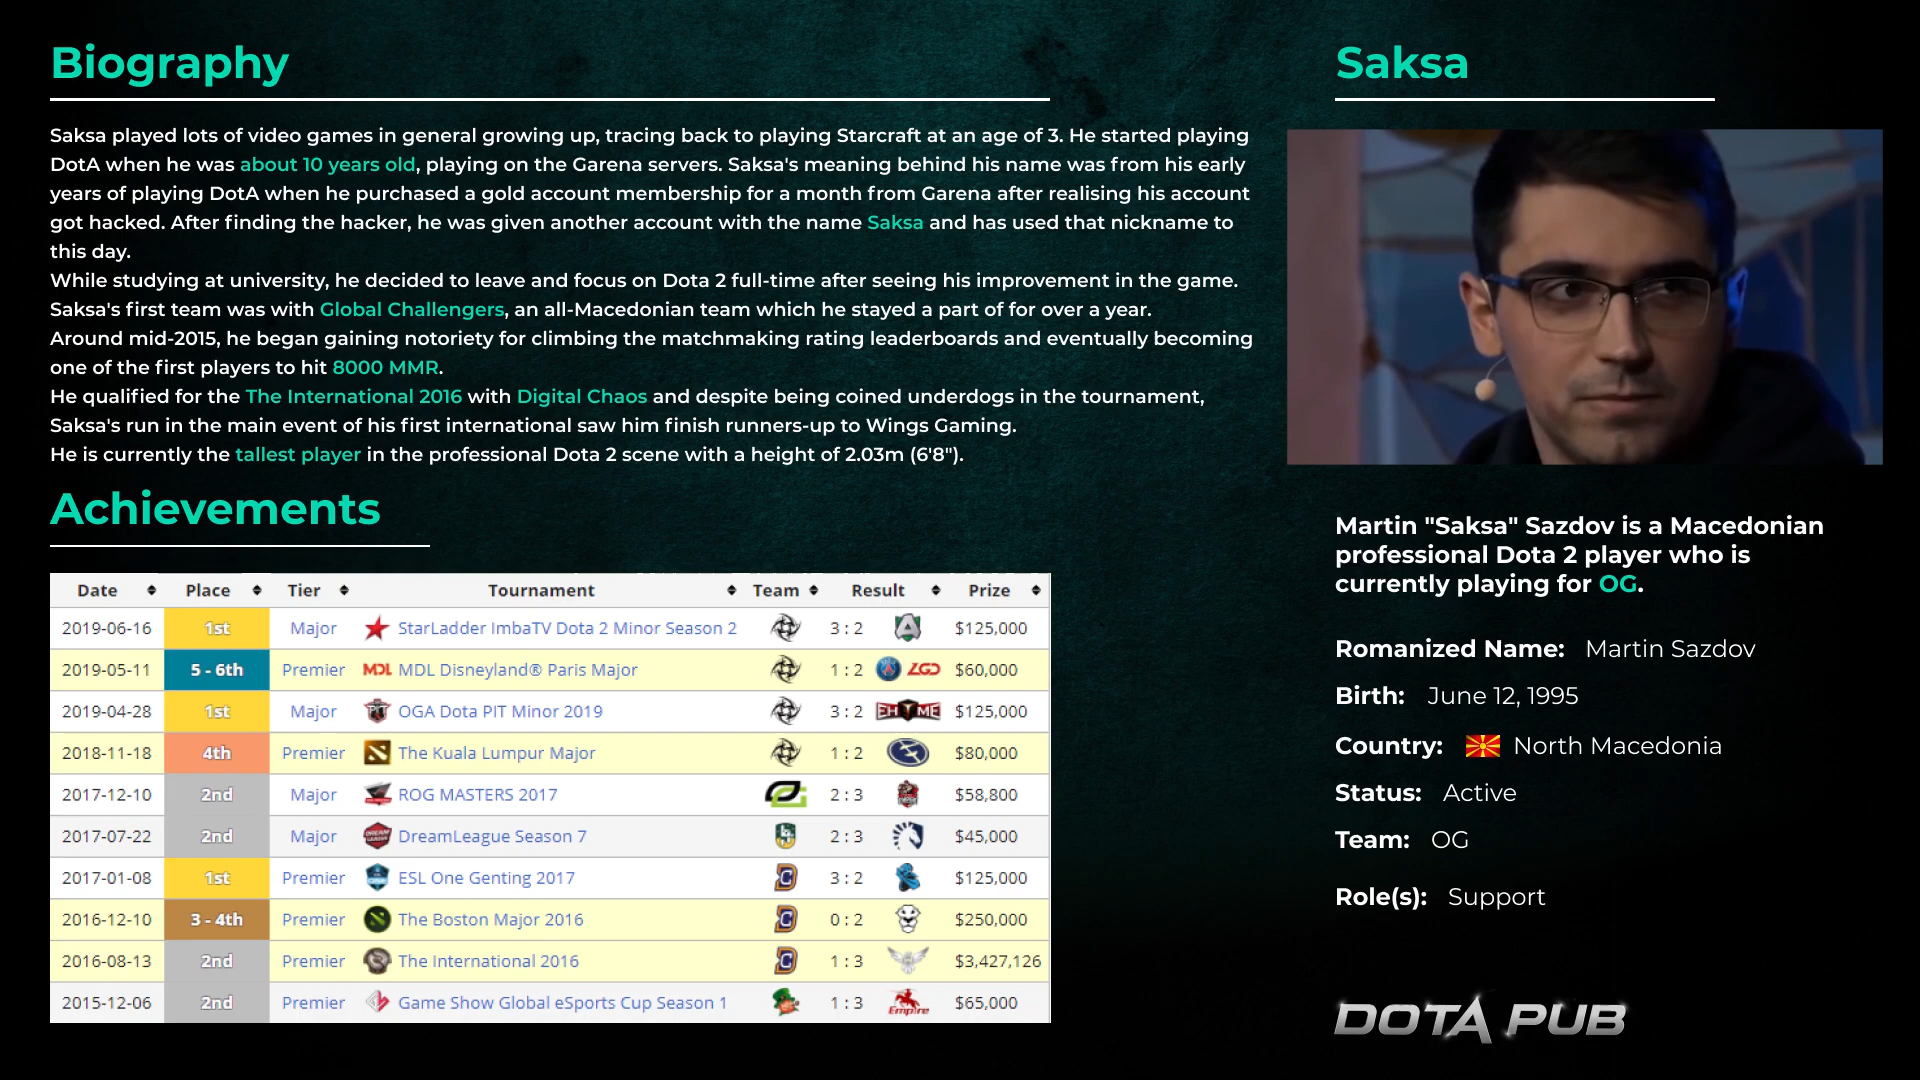 Biography
Saksa played lots of video games in general growing up, tracing back to playing Starcraft at an age of 3. He started playing
DotA when he was about 10 years old, playing on the Garena servers. Saksa's meaning behind his name was from his early
years of playing DotA when he purchased a gold account membership for a month from Garena after realising his account
got hacked. After finding the hacker, he was given another account with the name Saksa and has used that nickname to
this day.
While studying at university, he decided to leave and focus on Dota 2 full-time after seeing his improvement in the game.
Saksa's first team was with Global Challengers, an all-Macedonian team which he stayed a part of for over a year.
Around mid-2015, he began gaining notoriety for climbing the matchmaking rating leaderboards and eventually becoming
one of the first players to hit 8000 MMR.
He qualified for the The International 2016 with Digital Chaos and despite being coined underdogs in the tournament,
Saksa's run in the main event of his first international saw him finish runners-up to Wings Gaming.
He is currently the tallest player in the professional Dota 2 scene with a height of 2.03m (6'8").
Achievements
Date Place Tier Tournament Team Result Prize
2019-06-16 1st Major StarLadder ImbaTV Dota 2 Minor Season 2 3 : 2 $125,000
2019-05-11 5 - 6th Premier MDL MDL Disneyland® Paris Major 1 : 2 LGD $60,000
2019-04-28 1st Major OGA Dota PIT Minor 2019 3 : 2 EHOME $125,000
2018-11-18 4th Premier The Kuala Lumpur Major 1 : 2 $80,000
2017-12-10 2nd Major ROG MASTERS 2017 2 : 3 $58,800
2017-07-22 2nd Major DreamLeague Season 7 2 : 3 $45,000
2017-01-08 1st Premier ESL One Genting 2017 3 : 2 $125,000
2016-12-10 3 - 4th Premier The Boston Major 2016 0 : 2 $250,000
2016-08-13 2nd Premier The International 2016 1 : 3 $3,427,126
2015-12-06 2nd Premier Game Show Global eSports Cup Season 1 1 : 3 Empire $65,000
Saksa
Martin "Saksa" Sazdov is a Macedonian
professional Dota 2 player who is
currently playing for OG.
Romanized Name: Martin Sazdov
Birth: June 12, 1995
Country: North Macedonia
Status: Active
Team: OG
Role(s): Support
DOTA PUB